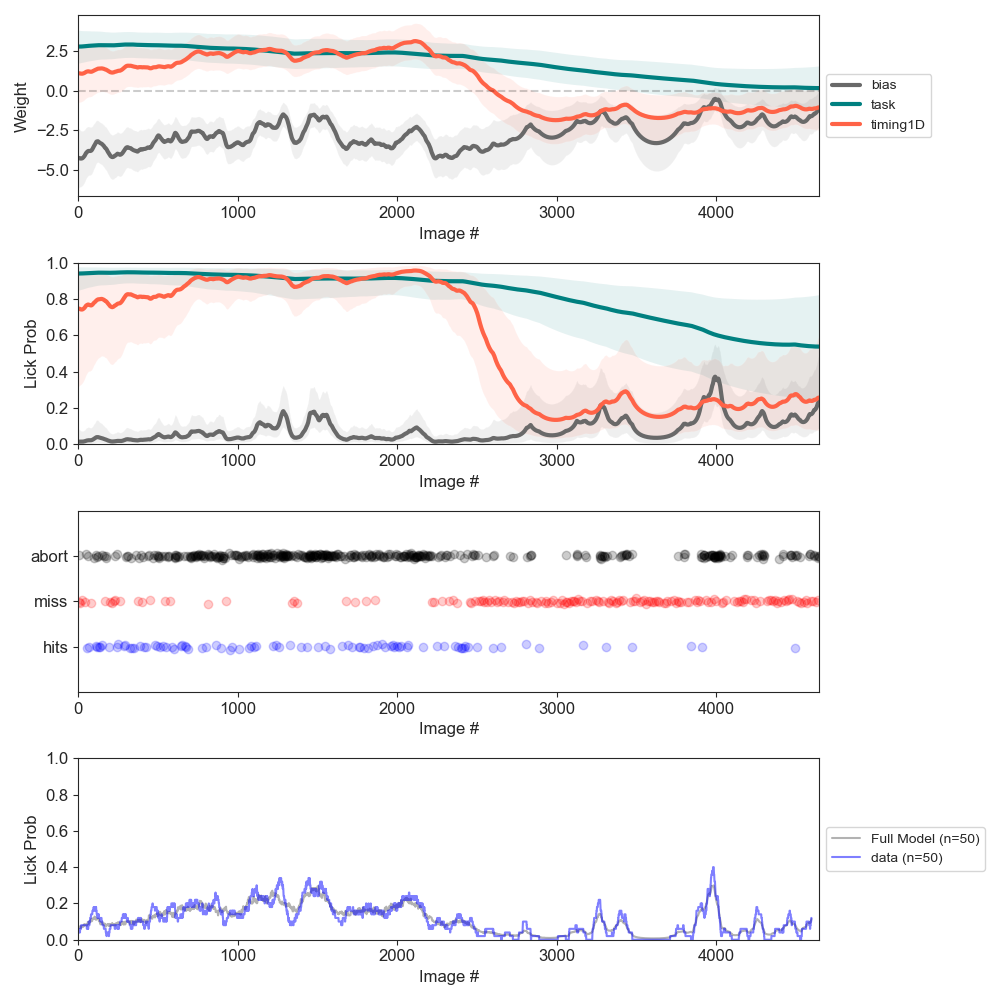 2.5
0.0
−2.5
−5.0
Weight
0 1000 2000 3000 4000
Image #
bias
task
timing1D
1.0
0.8
0.6
0.4
0.2
0.0
Lick Prob
0 1000 2000 3000 4000
Image #
abort
miss
hits
0 1000 2000 3000 4000
Image #
1.0
0.8
0.6
0.4
0.2
0.0
Lick Prob
0 1000 2000 3000 4000
Image #
Full Model (n=50)
data (n=50)